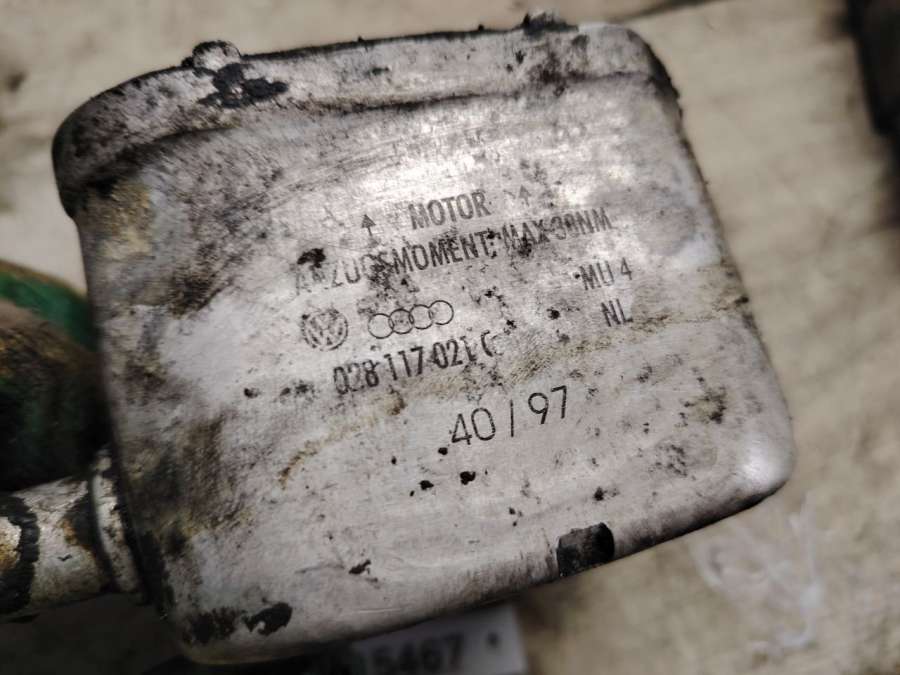 MOTOR
ANZUGSMOMENT: MAX 30NM
MU 4
NL
028 117 021 C
40 / 97
5467